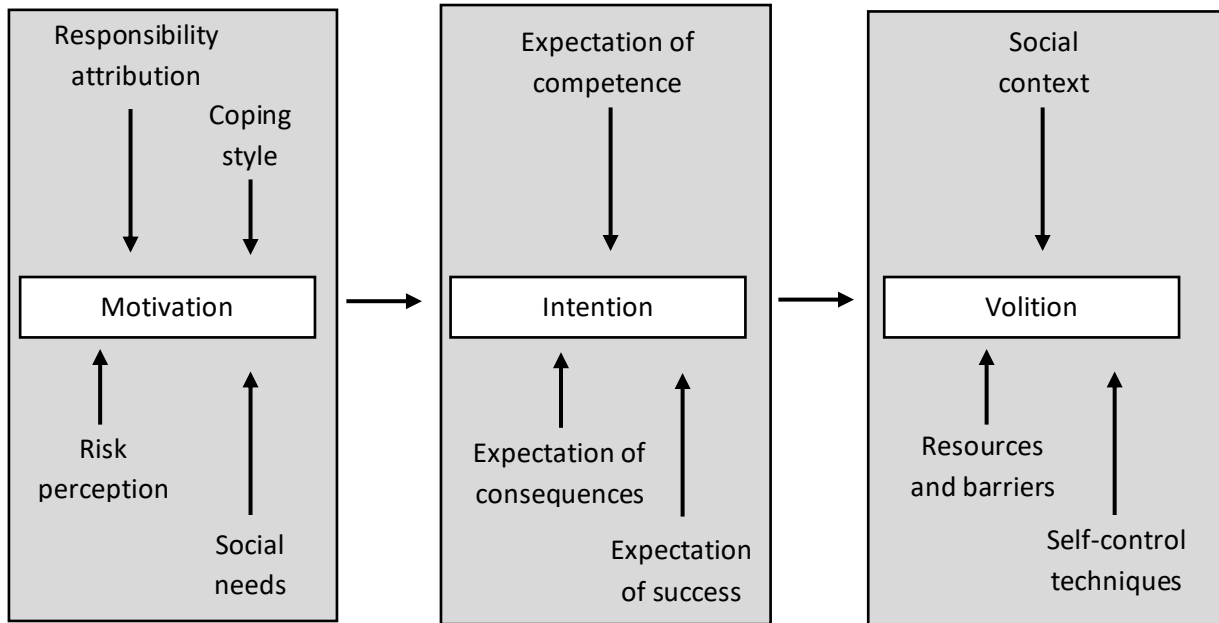 Responsibility
attribution
Coping
style
Motivation
Risk
perception
Social
needs
Expectation of
competence
Intention
Expectation of
consequences
Expectation
of success
Social
context
Volition
Resources
and barriers
Self-control
techniques